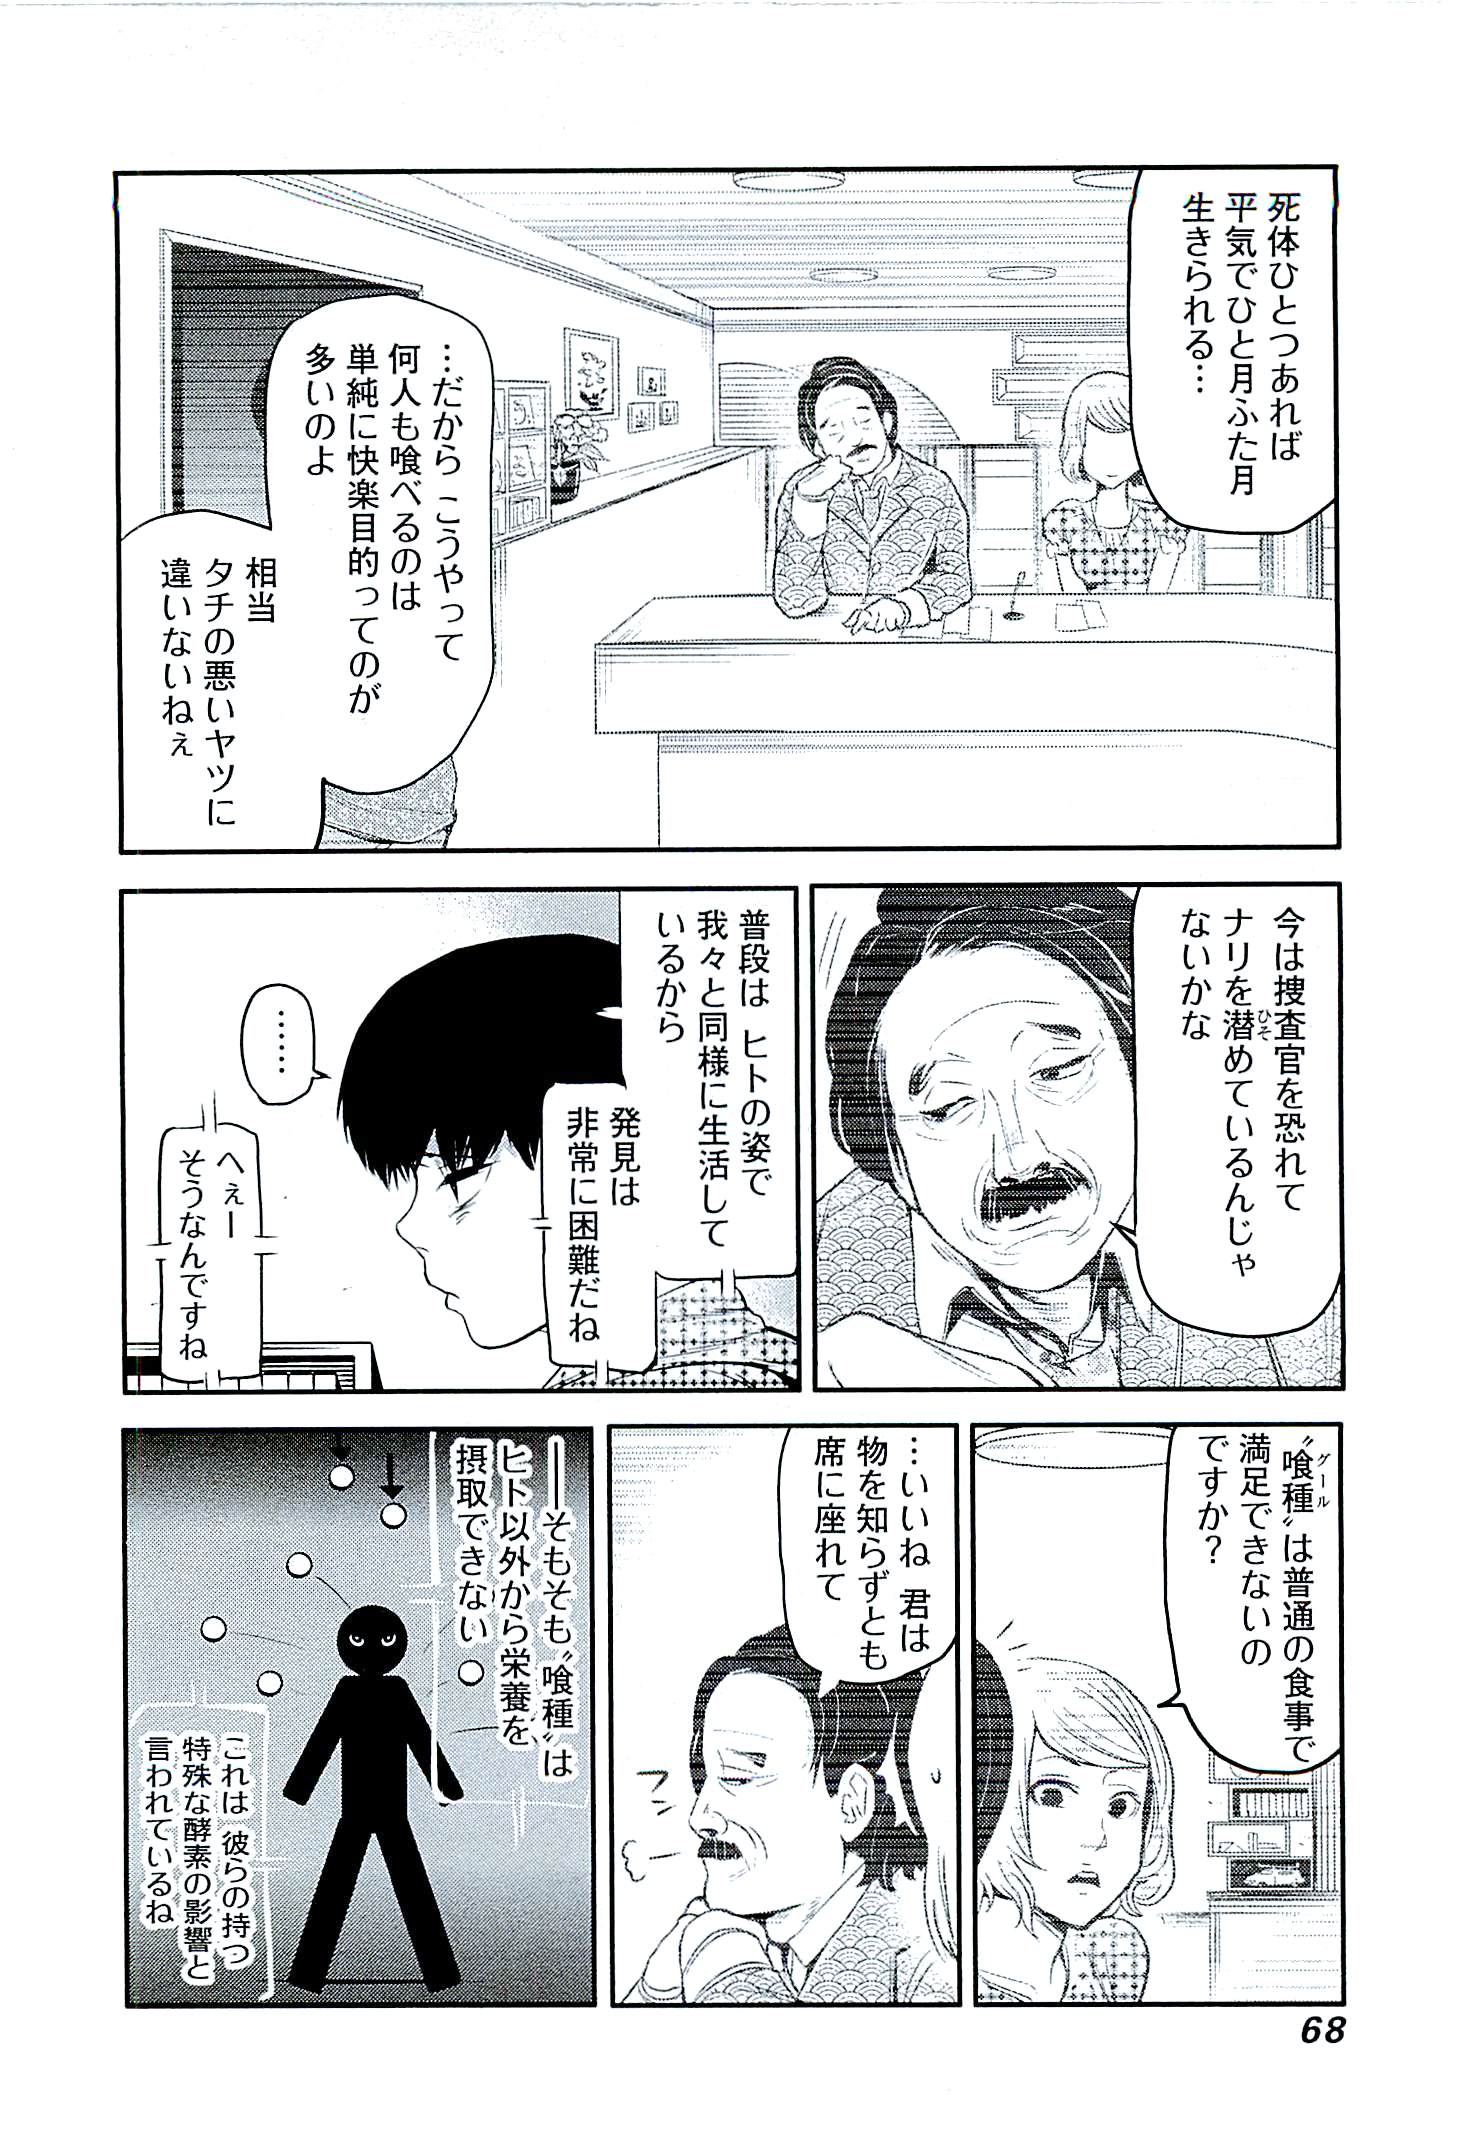 死体ひとつあれば
平気でひと月ふた月
生きられる…
…だから こうやって
何人も喰べるのは
単純に快楽目的ってのが
多いのよ
相当
タチの悪いヤツに
違いないねぇ
今は捜査官を恐れて
ナリを潜めているんじゃ
ひそ
ないかな
普段は ヒトの姿で
我々と同様に生活して
いるから
発見は
非常に困難だね
……
へぇー
そうなんですね
〝喰種〟は普通の食事で
グール
満足できないの
ですか?
…いいね 君は
物を知らずとも
席に座れて
――そもそも〝喰種〟は
ヒト以外から栄養を
摂取できない
これは 彼らの持つ
特殊な酵素の影響と
言われているね
68